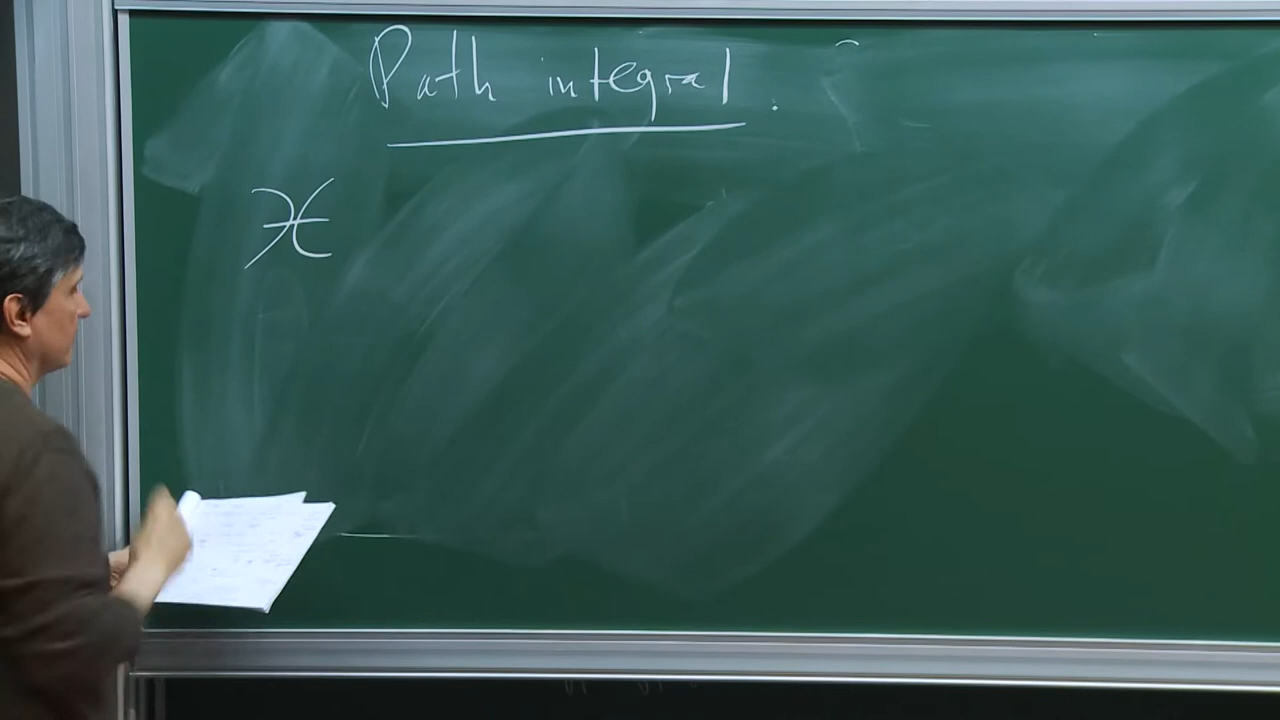 Path integral.
ℋ